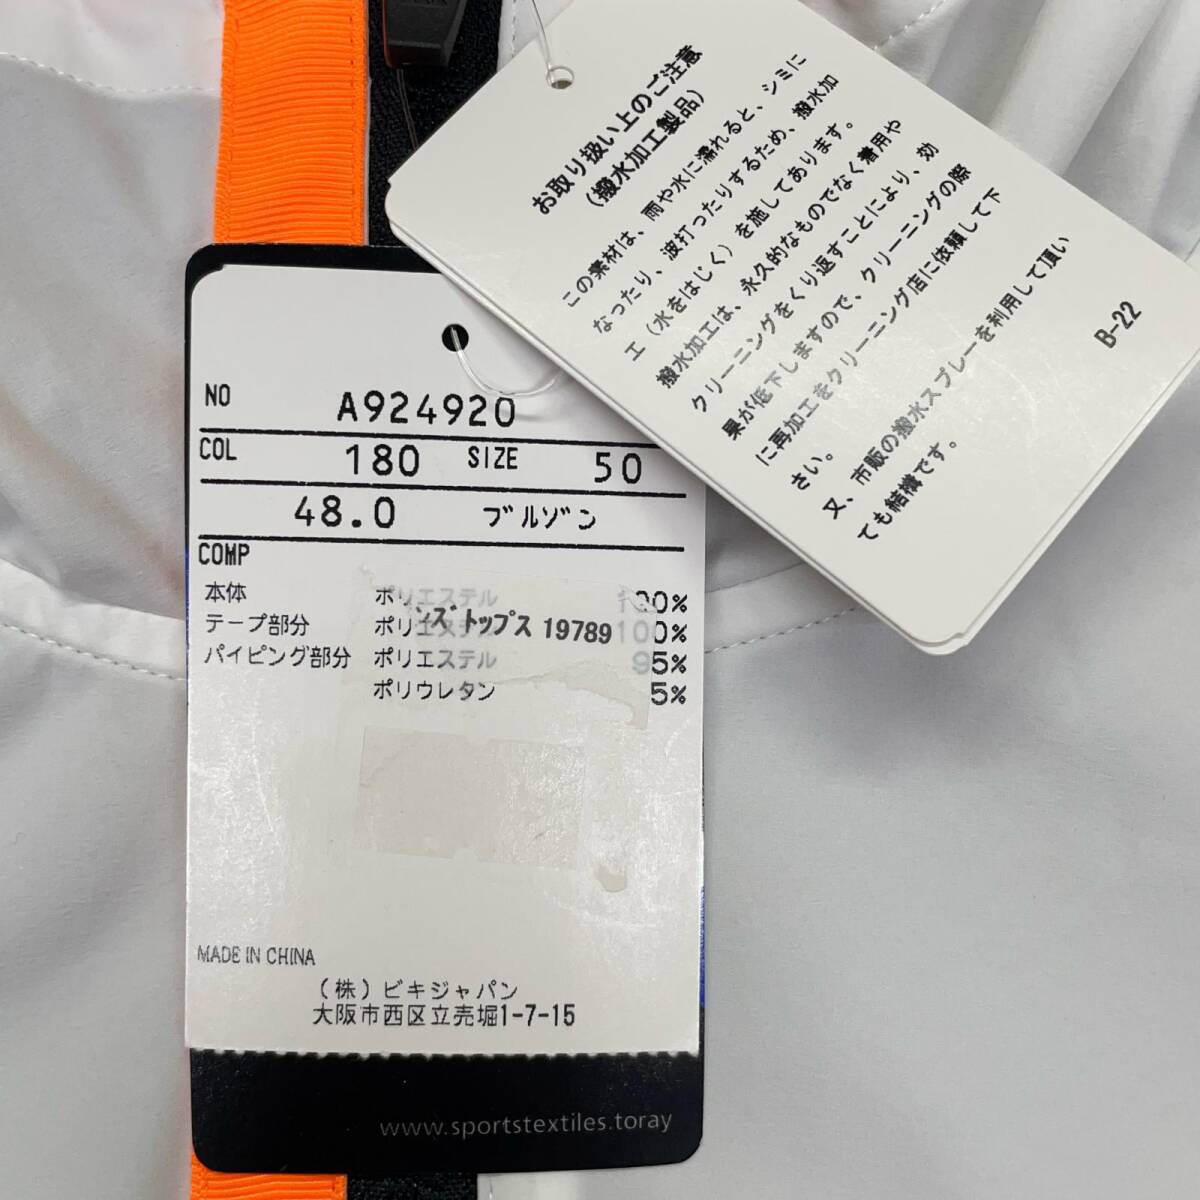 お取り扱い上のご注意
(撥水加工製品)
この素材は、雨や水に濡れると、シミに
なったり、波打ったりするため、撥水加
工(水をはじく)を施してあります。
撥水加工は、永久的なものでなく着用や
クリーニングをくり返すことにより、効
果が低下しますので、クリーニングの際
に再加工をクリーニング店に依頼して下
さい。
又、市販の撥水スプレーを利用して頂い
ても結構です。
B-22
NO A924920
COL 180 SIZE 50
48.0 ブルゾン
COMP
本体 ポリエステル 100%
テープ部分 ポリエステル 100%
ンズトップス 19789
パイピング部分 ポリエステル 95%
ポリウレタン 5%
MADE IN CHINA
(株)ビキジャパン
大阪市西区立売堀1-7-15
www.sportstextiles.toray